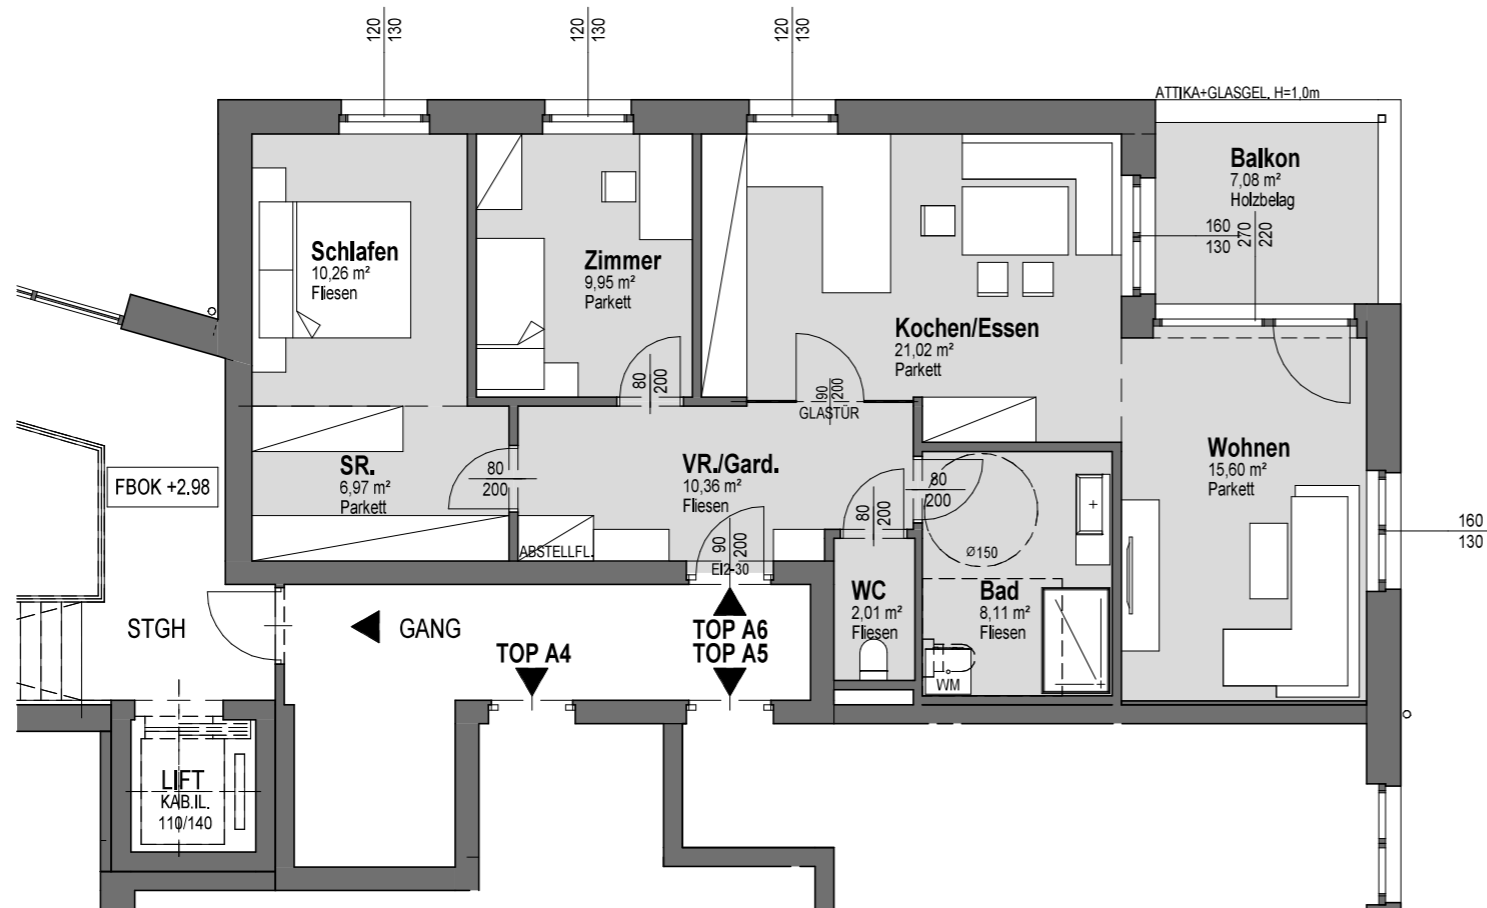 120
130
120
130
120
130
ATTIKA+GLASGEL. H=1,0m
Balkon
7,08 m²
Holzbelag
160
130
270
220
Schlafen
10,26 m²
Fliesen
Zimmer
9,95 m²
Parkett
Kochen/Essen
21,02 m²
Parkett
80
200
90
200
GLASTÜR
Wohnen
15,60 m²
Parkett
SR.
6,97 m²
Parkett
80
200
VR./Gard.
10,36 m²
Fliesen
80
200
80
200
FBOK +2.98
160
130
ABSTELLFL.
90
200
EI2-30
Ø150
WC
2,01 m²
Fliesen
Bad
8,11 m²
Fliesen
STGH
GANG
TOP A6
TOP A4
TOP A5
WM
LIFT
KAB.IL.
110/140